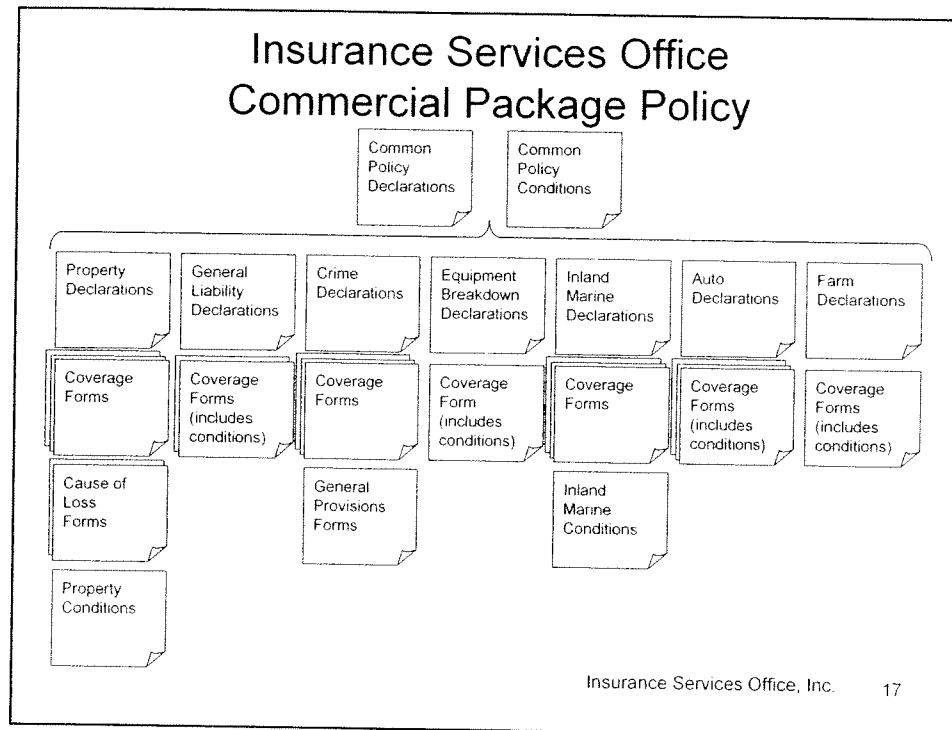 Insurance Services Office
Commercial Package Policy
Common
Policy
Declarations
Common
Policy
Conditions
Property
Declarations
General
Liability
Declarations
Crime
Declarations
Equipment
Breakdown
Declarations
Inland
Marine
Declarations
Auto
Declarations
Farm
Declarations
Coverage
Forms
Coverage
Forms
(includes
conditions)
Coverage
Forms
Coverage
Form
(includes
conditions)
Coverage
Forms
Coverage
Forms
(includes
conditions)
Coverage
Forms
(includes
conditions)
Cause of
Loss
Forms
General
Provisions
Forms
Inland
Marine
Conditions
Property
Conditions
Insurance Services Office, Inc. 17